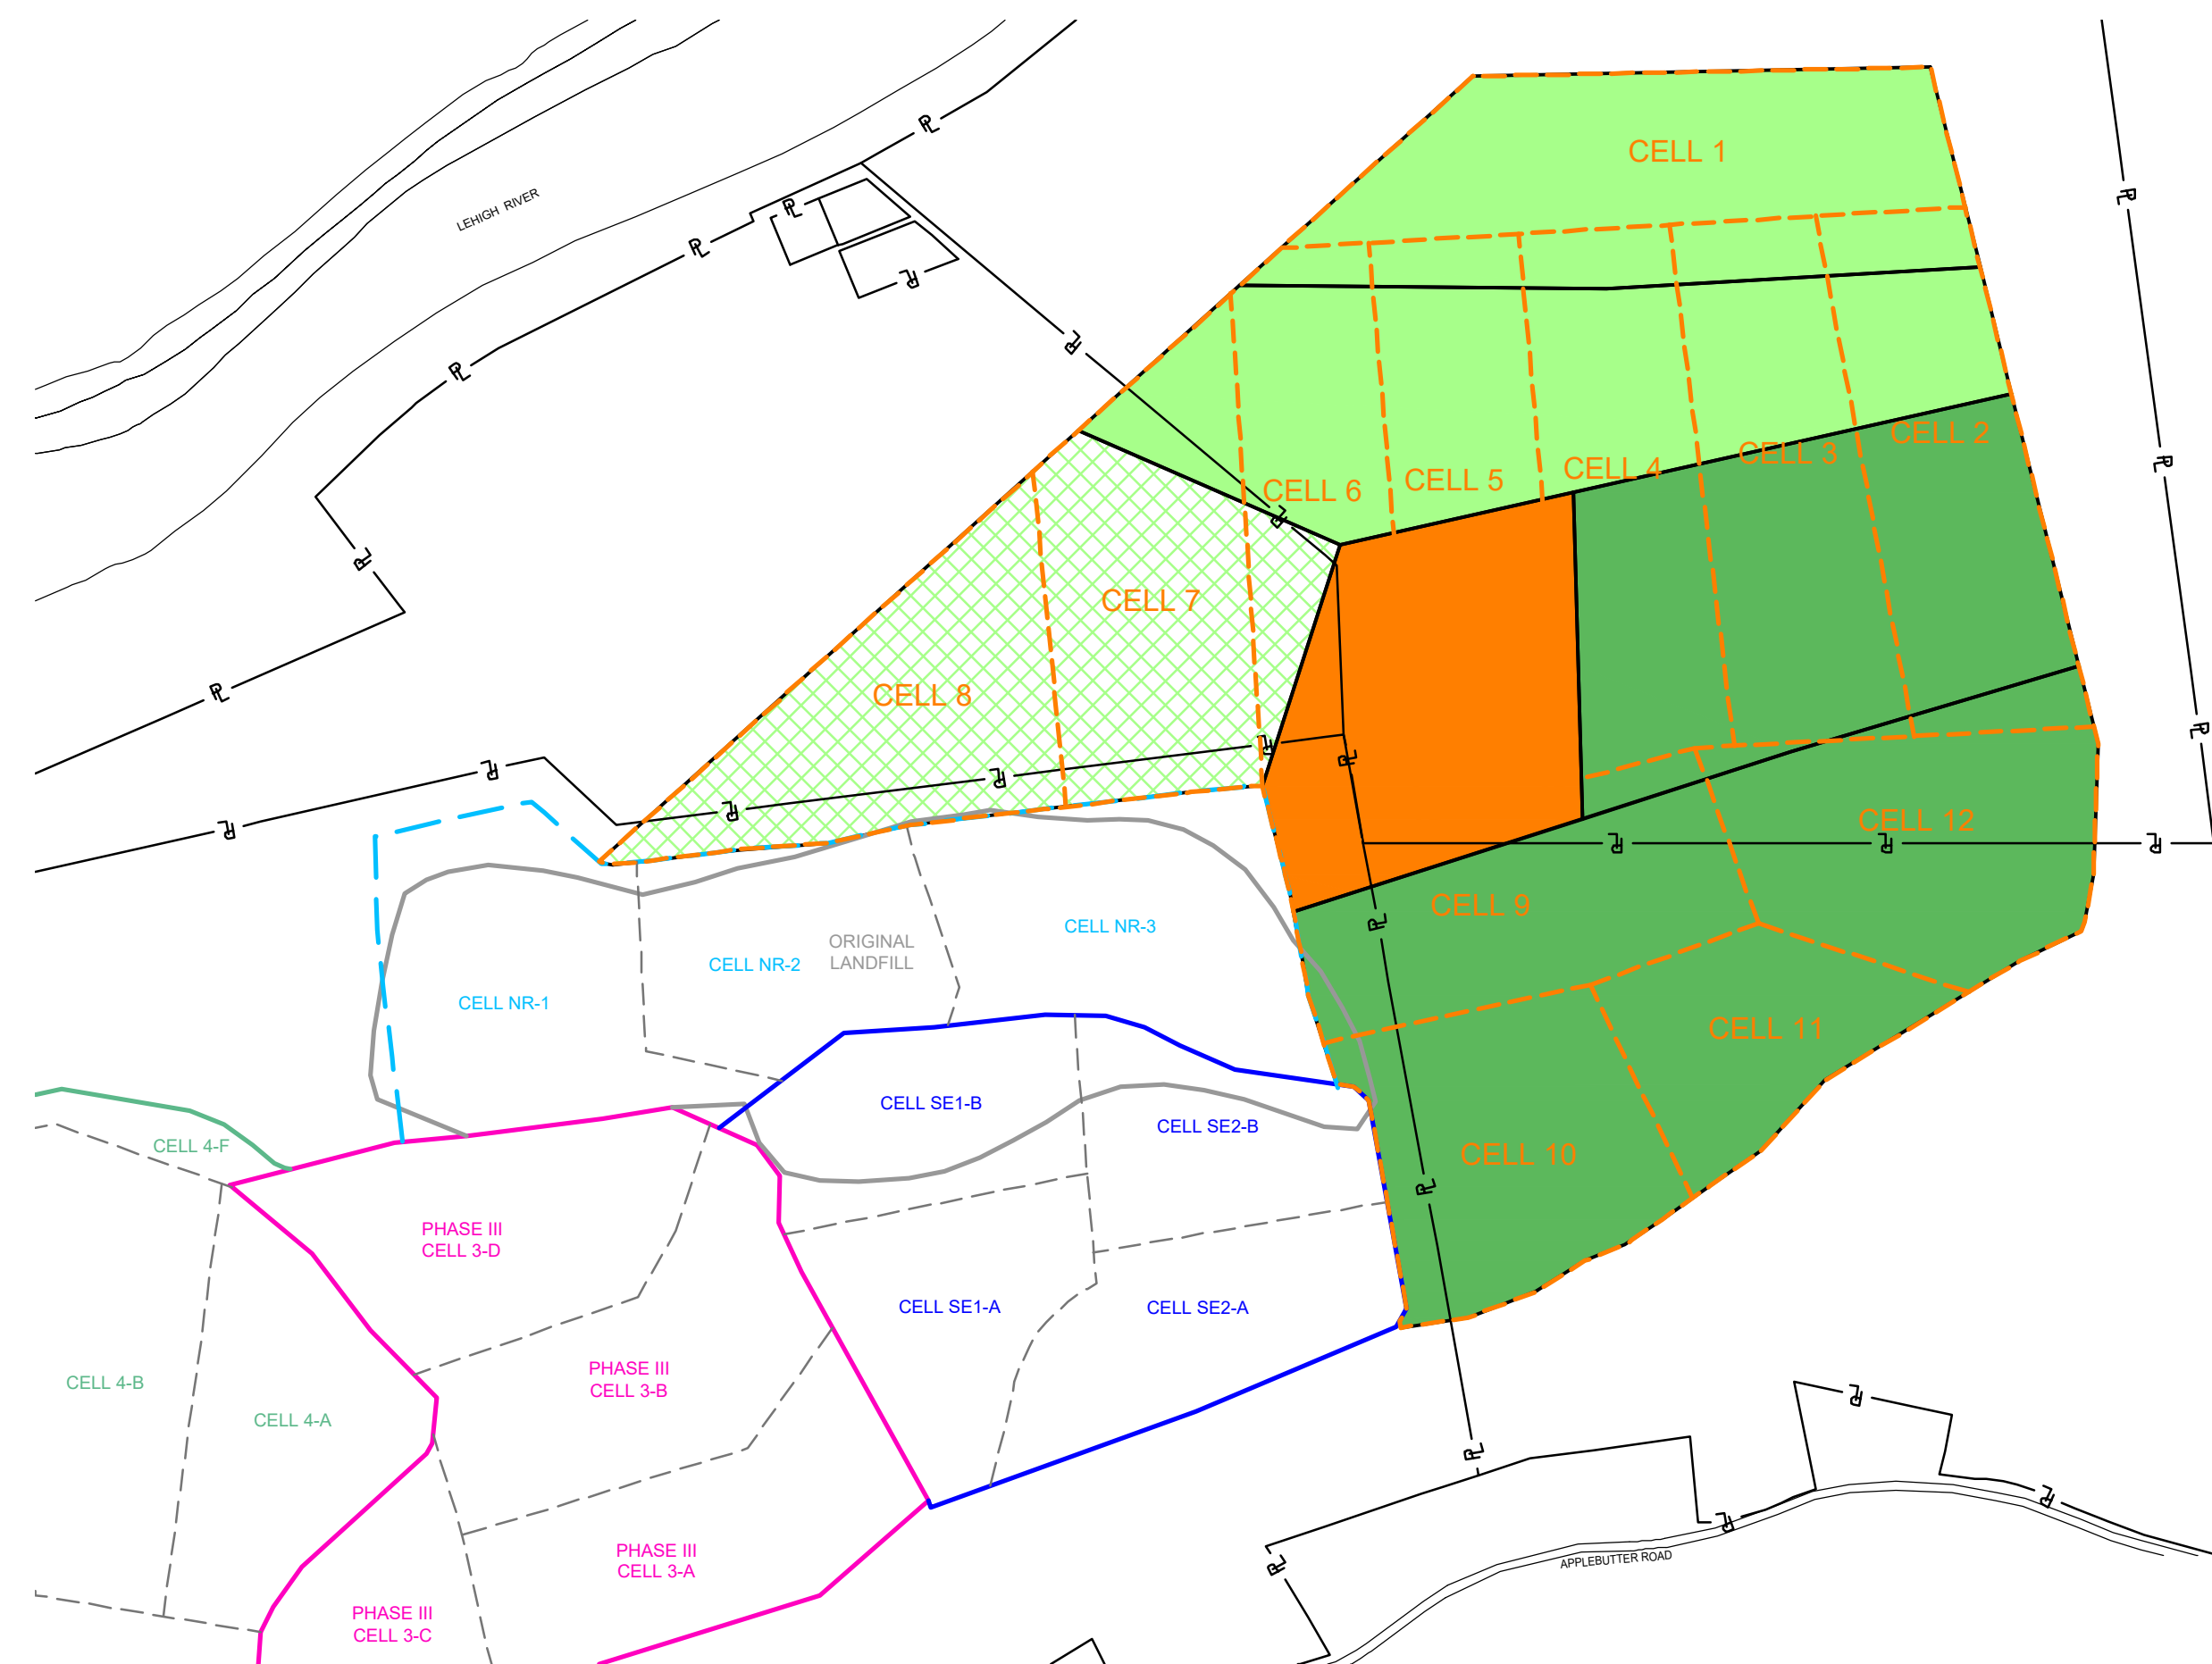 CELL 1
LEHIGH RIVER
CELL 2
CELL 3
CELL 4
CELL 5
CELL 6
CELL 7
CELL 8
CELL 12
CELL 9
CELL NR-3
ORIGINAL
LANDFILL
CELL NR-2
CELL NR-1
CELL 11
CELL SE1-B
CELL SE2-B
CELL 4-F
CELL 10
PHASE III
CELL 3-D
CELL SE1-A
CELL SE2-A
PHASE III
CELL 3-B
CELL 4-B
CELL 4-A
PHASE III
CELL 3-A
APPLEBUTTER ROAD
PHASE III
CELL 3-C